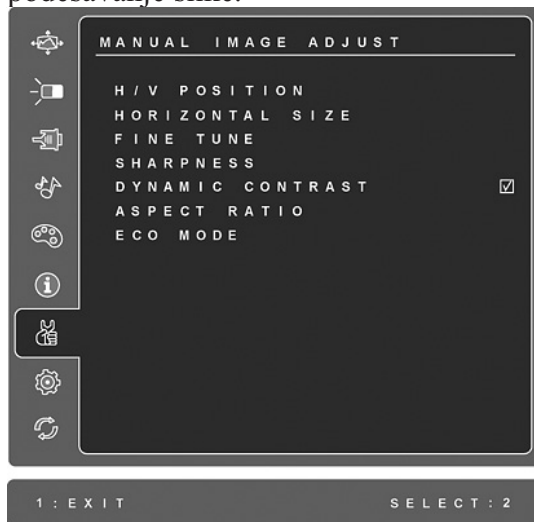 MANUAL IMAGE ADJUST
H/V POSITION
HORIZONTAL SIZE
FINE TUNE
SHARPNESS
DYNAMIC CONTRAST
ASPECT RATIO
ECO MODE
1 : EXIT SELECT : 2